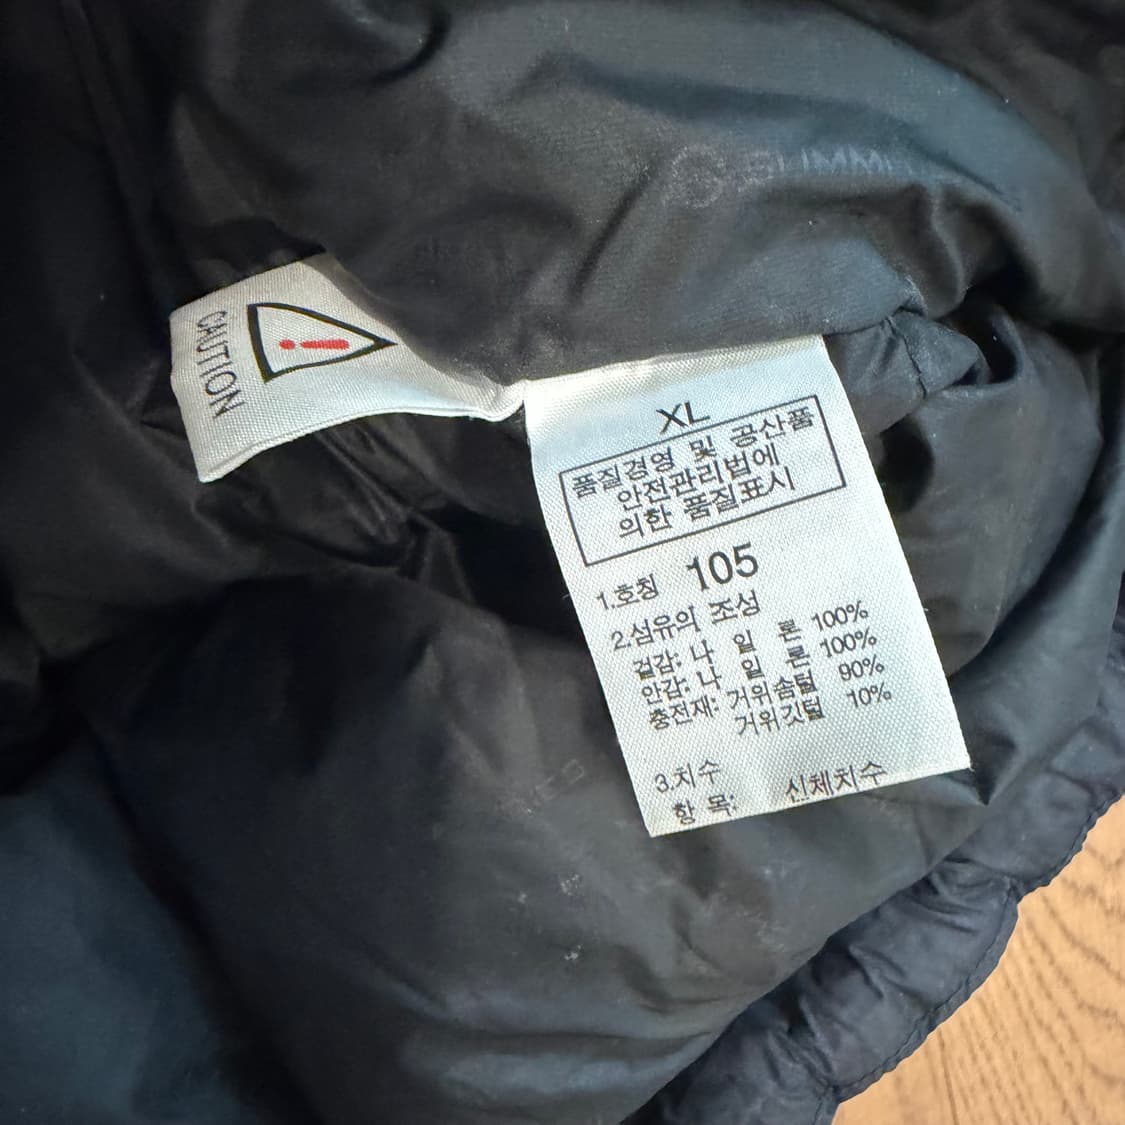 CAUTION
XL
품질경영 및 공산품
안전관리법에
의한 품질표시
1.호칭 105
2.섬유의 조성
겉감: 나 일 론 100%
안감: 나 일 론 100%
충전재: 거위솜털 90%
거위깃털 10%
3.치수
항 목: 신체치수